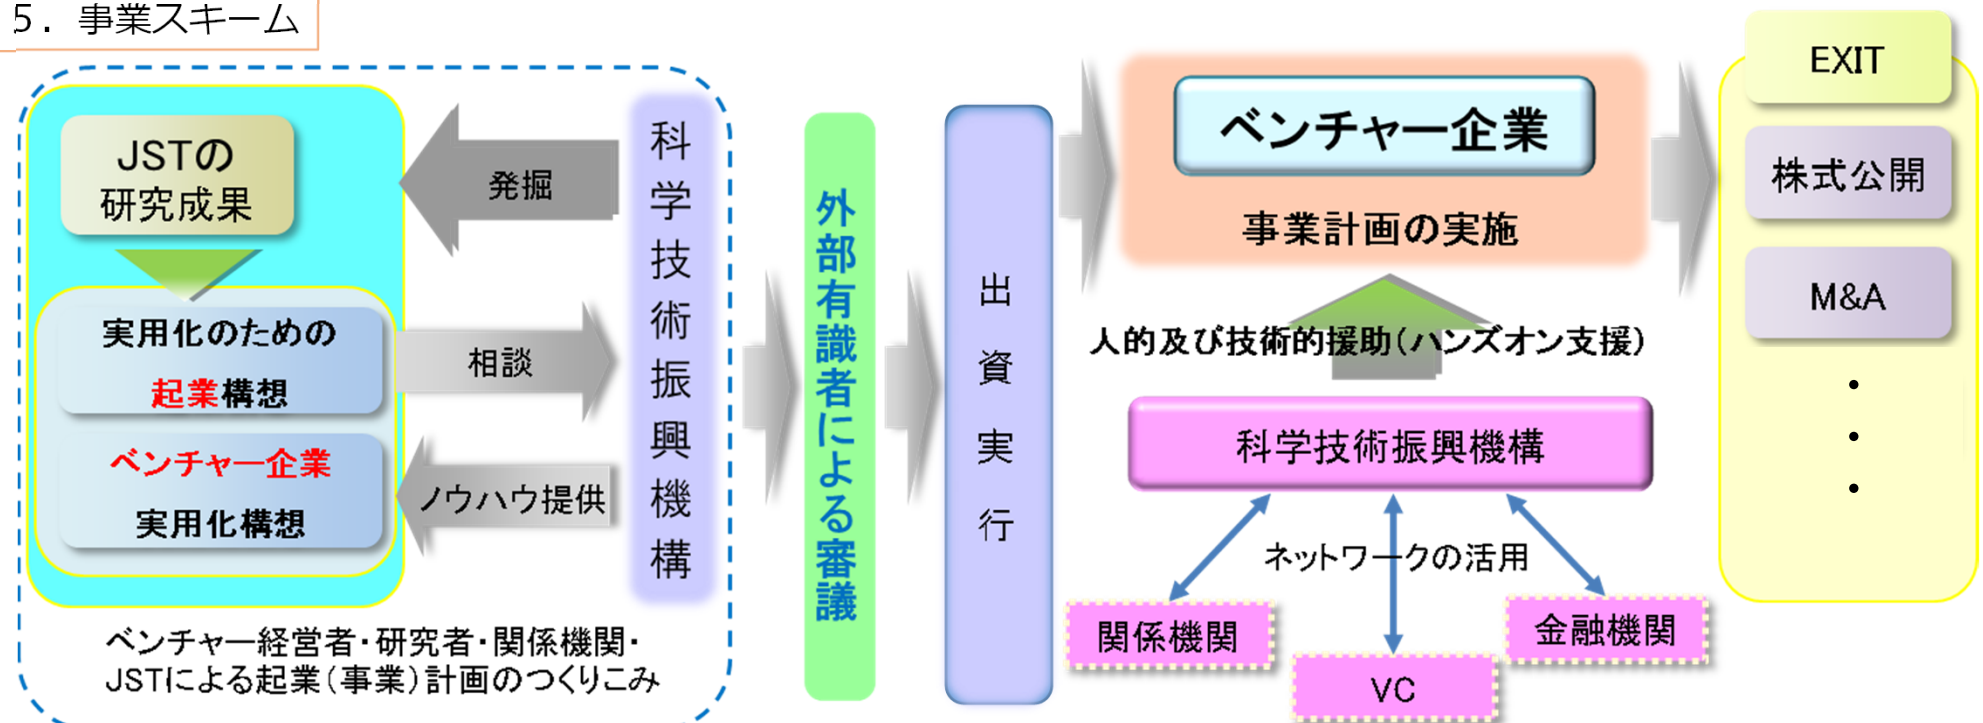 5．事業スキーム
JSTの
研究成果
実用化のための
起業構想
ベンチャー企業
実用化構想
発掘
相談
ノウハウ提供
科学技術振興機構
ベンチャー経営者・研究者・関係機関・
JSTによる起業（事業）計画のつくりこみ
外部有識者による審議
出資実行
ベンチャー企業
事業計画の実施
人的及び技術的援助（ハンズオン支援）
科学技術振興機構
ネットワークの活用
関係機関
VC
金融機関
EXIT
株式公開
M&A
・
・
・